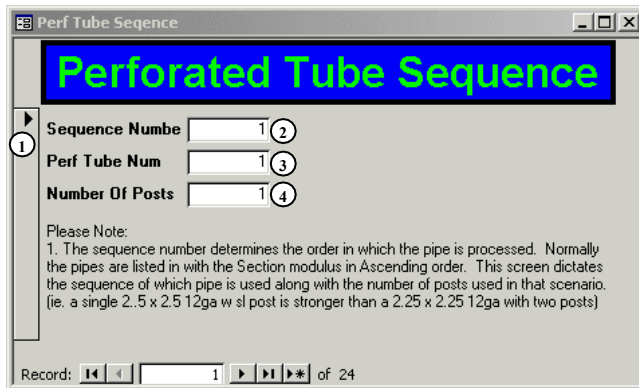 Perf Tube Seqence
Perforated Tube Sequence
1
Sequence Numbe 1 2
Perf Tube Num 1 3
Number Of Posts 1 4
Please Note:
1. The sequence number determines the order in which the pipe is processed. Normally
the pipes are listed in with the Section modulus in Ascending order. This screen dictates
the sequence of which pipe is used along with the number of posts used in that scenario.
(ie. a single 2..5 x 2.5 12ga w sl post is stronger than a 2.25 x 2.25 12ga with two posts)
Record: 1 of 24